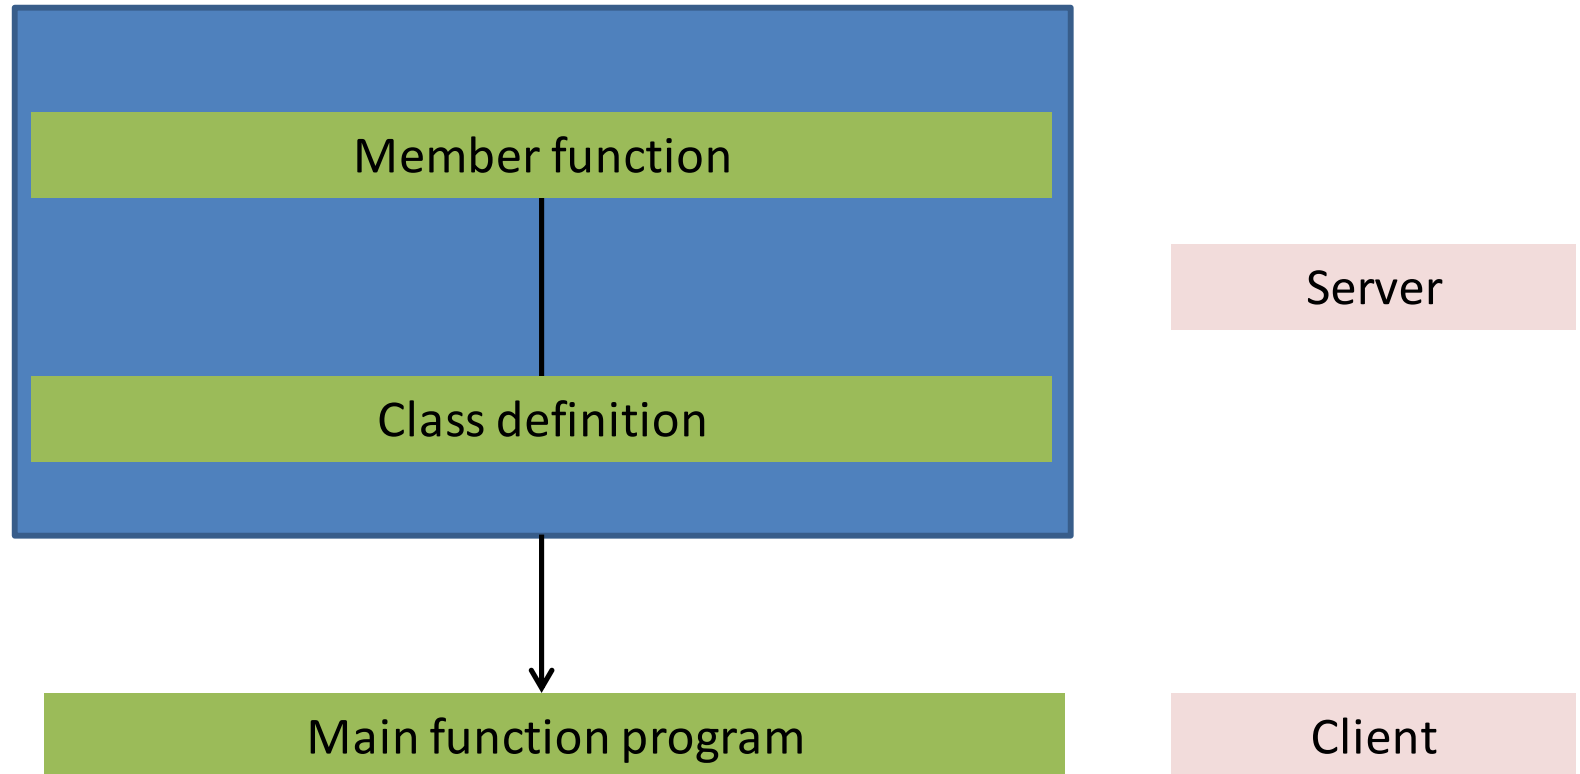 Member function
Server
Class definition
Main function program
Client